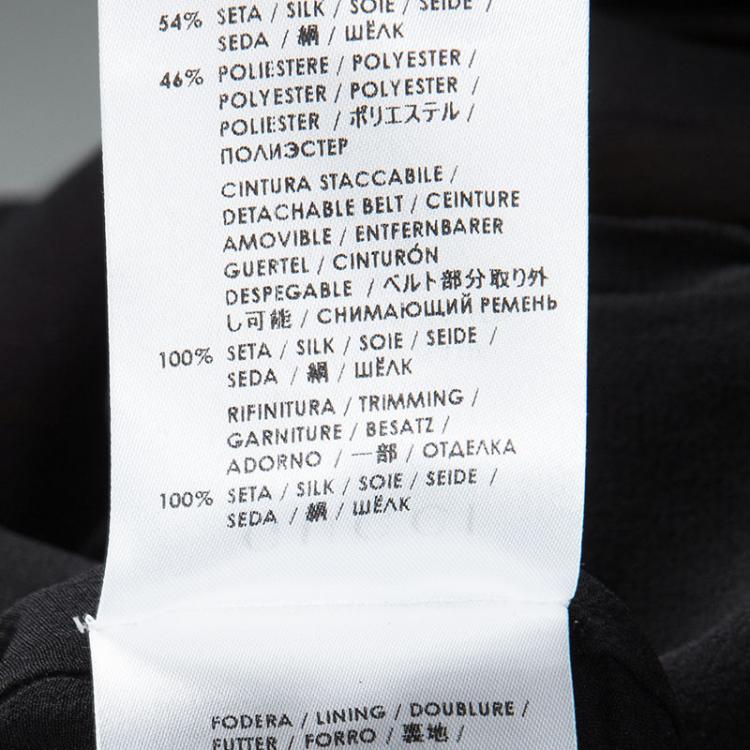 54% SETA / SILK / SOIE / SEIDE /
SEDA / 絹 / ШЁЛК
46% POLIESTERE / POLYESTER /
POLYESTER / POLYESTER /
POLIESTER / ポリエステル /
ПОЛИЭСТЕР
CINTURA STACCABILE /
DETACHABLE BELT / CEINTURE
AMOVIBLE / ENTFERNBARER
GUERTEL / CINTURÓN
DESPEGABLE / ベルト部分取り外
し可能 / СНИМАЮЩИЙ РЕМЕНЬ
100% SETA / SILK / SOIE / SEIDE /
SEDA / 絹 / ШЁЛК
RIFINITURA / TRIMMING /
GARNITURE / BESATZ /
ADORNO / 一部 / ОТДЕЛКА
100% SETA / SILK / SOIE / SEIDE /
SEDA / 絹 / ШЁЛК
FODERA / LINING / DOUBLURE /
FUTTER / FORRO / 裏地 /